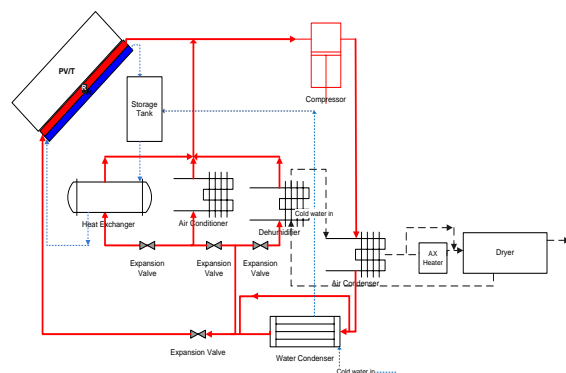 PV/T
R
Storage
Tank
Compressor
Heat Exchanger
Air Conditioner
Dehumidifier
Cold water in
Expansion
Valve
Expansion
Valve
Expansion
Valve
Air Condenser
AX
Heater
Dryer
Expansion Valve
Water Condenser
Cold water in